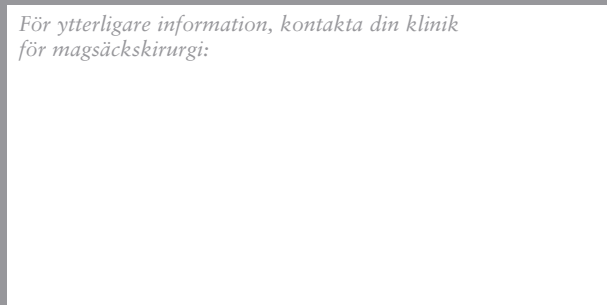 För ytterligare information, kontakta din klinik
för magsäckskirurgi: